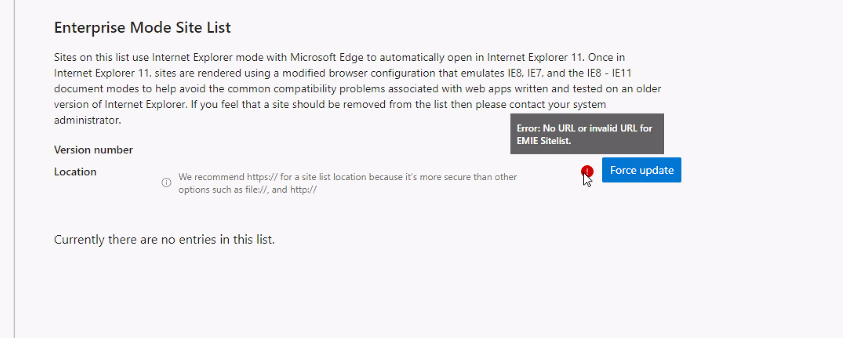 Enterprise Mode Site List
Sites on this list use Internet Explorer mode with Microsoft Edge to automatically open in Internet Explorer 11. Once in
Internet Explorer 11, sites are rendered using a modified browser configuration that emulates IE8, IE7, and the IE8 - IE11
document modes to help avoid the common compatibility problems associated with web apps written and tested on an older
version of Internet Explorer. If you feel that a site should be removed from the list then please contact your system
administrator.
Error: No URL or invalid URL for
EMIE Sitelist.
Version number
Location
We recommend https:// for a site list location because it's more secure than other
options such as file://, and http://
Force update
Currently there are no entries in this list.